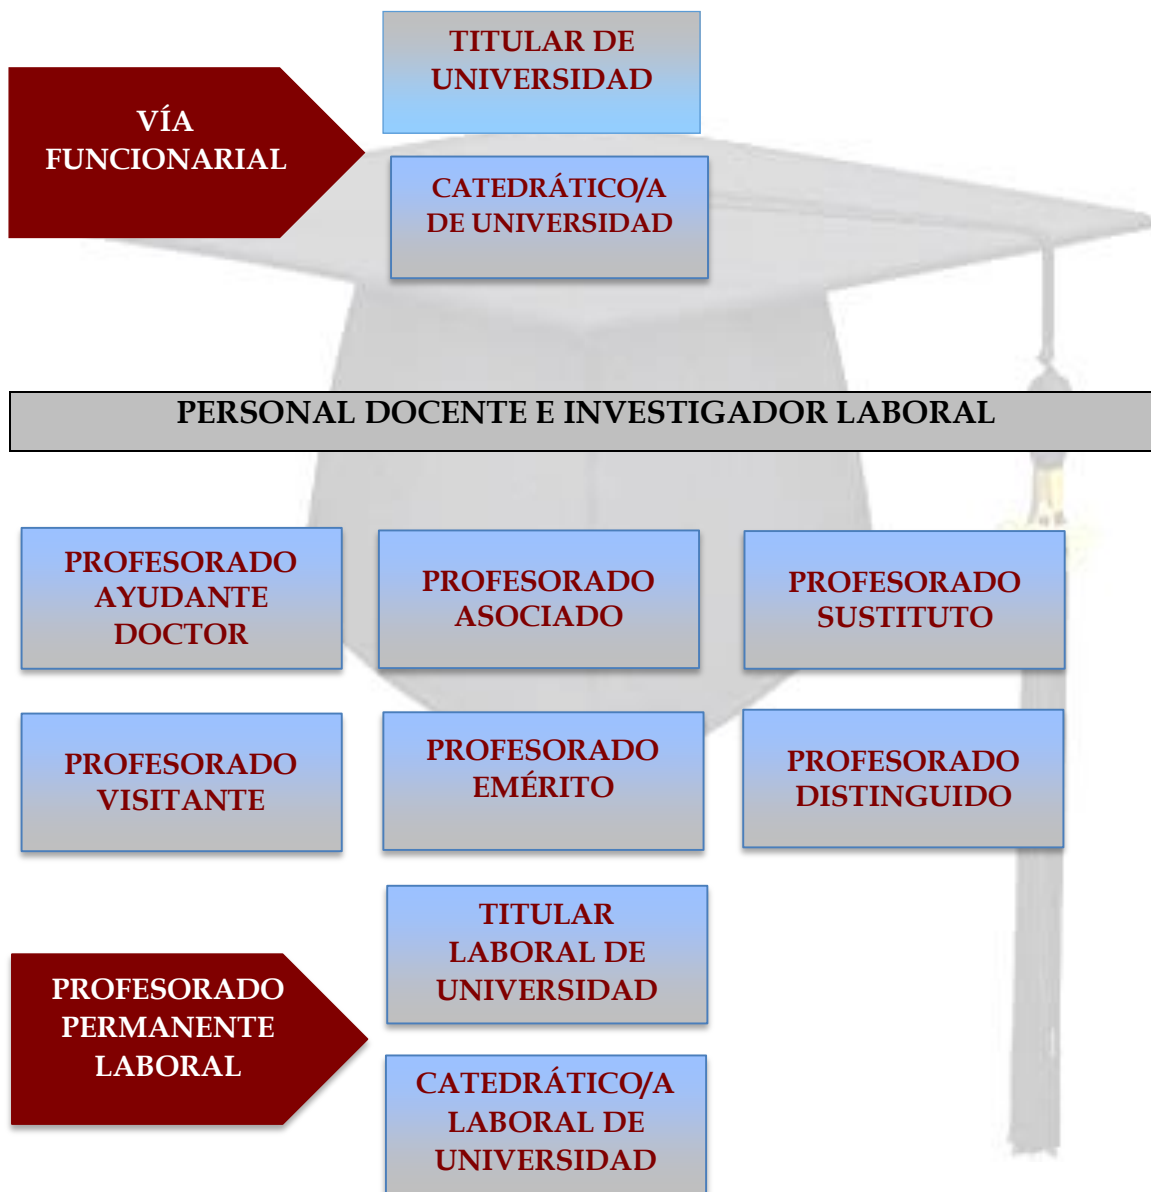 TITULAR DE
UNIVERSIDAD
VÍA
FUNCIONARIAL
CATEDRÁTICO/A
DE UNIVERSIDAD
PERSONAL DOCENTE E INVESTIGADOR LABORAL
PROFESORADO
AYUDANTE
DOCTOR
PROFESORADO
ASOCIADO
PROFESORADO
SUSTITUTO
PROFESORADO
VISITANTE
PROFESORADO
EMÉRITO
PROFESORADO
DISTINGUIDO
TITULAR
LABORAL DE
UNIVERSIDAD
PROFESORADO
PERMANENTE
LABORAL
CATEDRÁTICO/A
LABORAL DE
UNIVERSIDAD